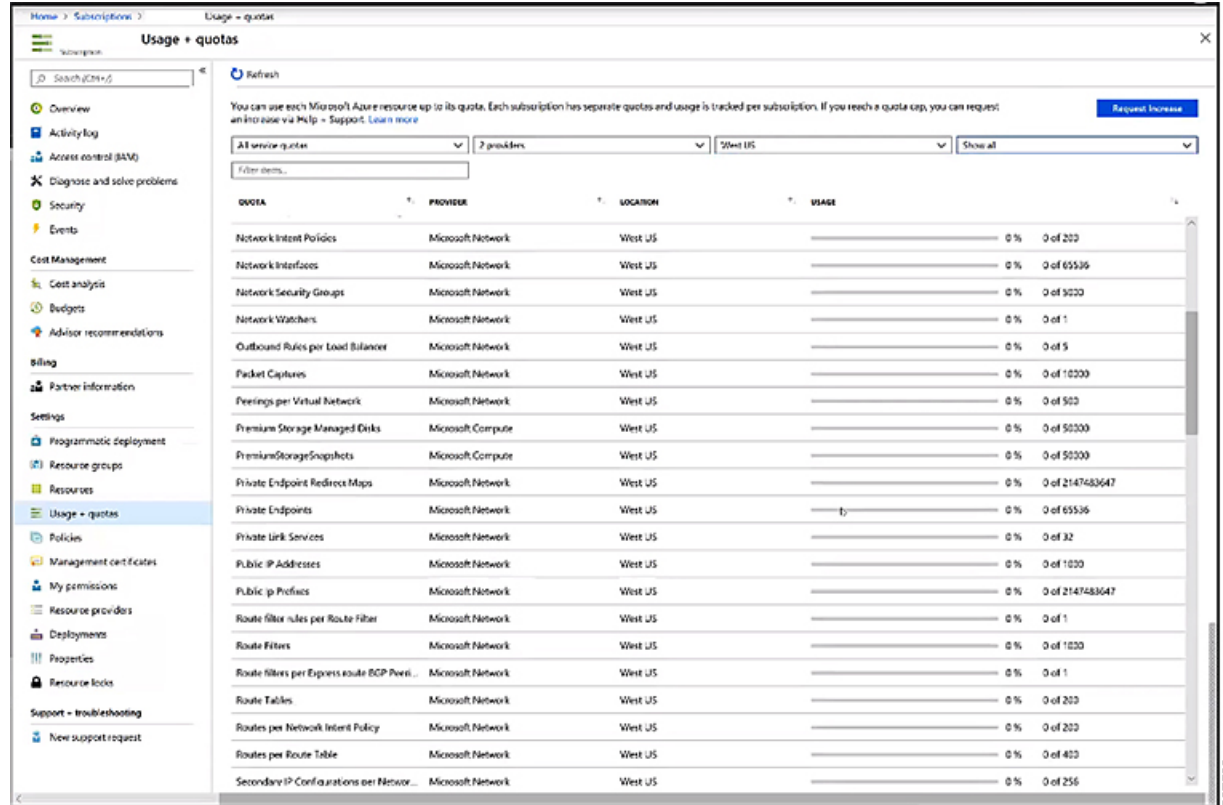 Home > Subscriptions > Usage + quotas
Usage + quotas
Subscription
Search (Ctrl+/)
Overview
Activity log
Access control (IAM)
Diagnose and solve problems
Security
Events
Cost Management
Cost analysis
Budgets
Advisor recommendations
Billing
Partner information
Settings
Programmatic deployment
Resource groups
Resources
Usage + quotas
Policies
Management certificates
My permissions
Resource providers
Deployments
Properties
Resource locks
Support + troubleshooting
New support request
Refresh
You can use each Microsoft Azure resource up to its quota. Each subscription has separate quotas and usage is tracked per subscription. If you reach a quota cap, you can request
an increase via Help + Support. Learn more
Request Increase
All service quotas 2 providers West US Show all
Filter items...
QUOTA PROVIDER LOCATION USAGE
Network Intent Policies Microsoft.Network West US 0 % 0 of 200
Network Interfaces Microsoft.Network West US 0 % 0 of 65536
Network Security Groups Microsoft.Network West US 0 % 0 of 5000
Network Watchers Microsoft.Network West US 0 % 0 of 1
Outbound Rules per Load Balancer Microsoft.Network West US 0 % 0 of 5
Packet Captures Microsoft.Network West US 0 % 0 of 10000
Peerings per Virtual Network Microsoft.Network West US 0 % 0 of 500
Premium Storage Managed Disks Microsoft.Compute West US 0 % 0 of 50000
PremiumStorageSnapshots Microsoft.Compute West US 0 % 0 of 50000
Private Endpoint Redirect Maps Microsoft.Network West US 0 % 0 of 2147483647
Private Endpoints Microsoft.Network West US 0 % 0 of 65536
Private Link Services Microsoft.Network West US 0 % 0 of 32
Public IP Addresses Microsoft.Network West US 0 % 0 of 1000
Public Ip Prefixes Microsoft.Network West US 0 % 0 of 2147483647
Route filter rules per Route Filter Microsoft.Network West US 0 % 0 of 1
Route Filters Microsoft.Network West US 0 % 0 of 1000
Route filters per Express route BGP Peeri... Microsoft.Network West US 0 % 0 of 1
Route Tables Microsoft.Network West US 0 % 0 of 200
Routes per Network Intent Policy Microsoft.Network West US 0 % 0 of 200
Routes per Route Table Microsoft.Network West US 0 % 0 of 400
Secondary IP Configurations per Networ... Microsoft.Network West US 0 % 0 of 256